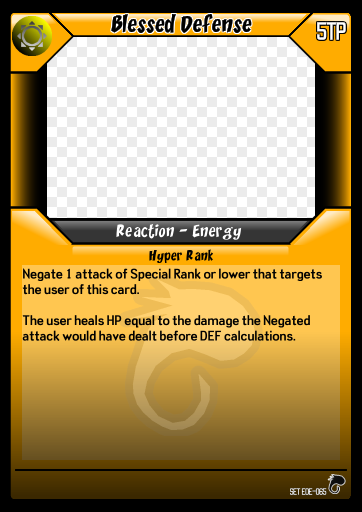 Blessed Defense
5TP
Reaction - Energy
Hyper Rank
Negate 1 attack of Special Rank or lower that targets
the user of this card.
The user heals HP equal to the damage the Negated
attack would have dealt before DEF calculations.
SET EOE-065